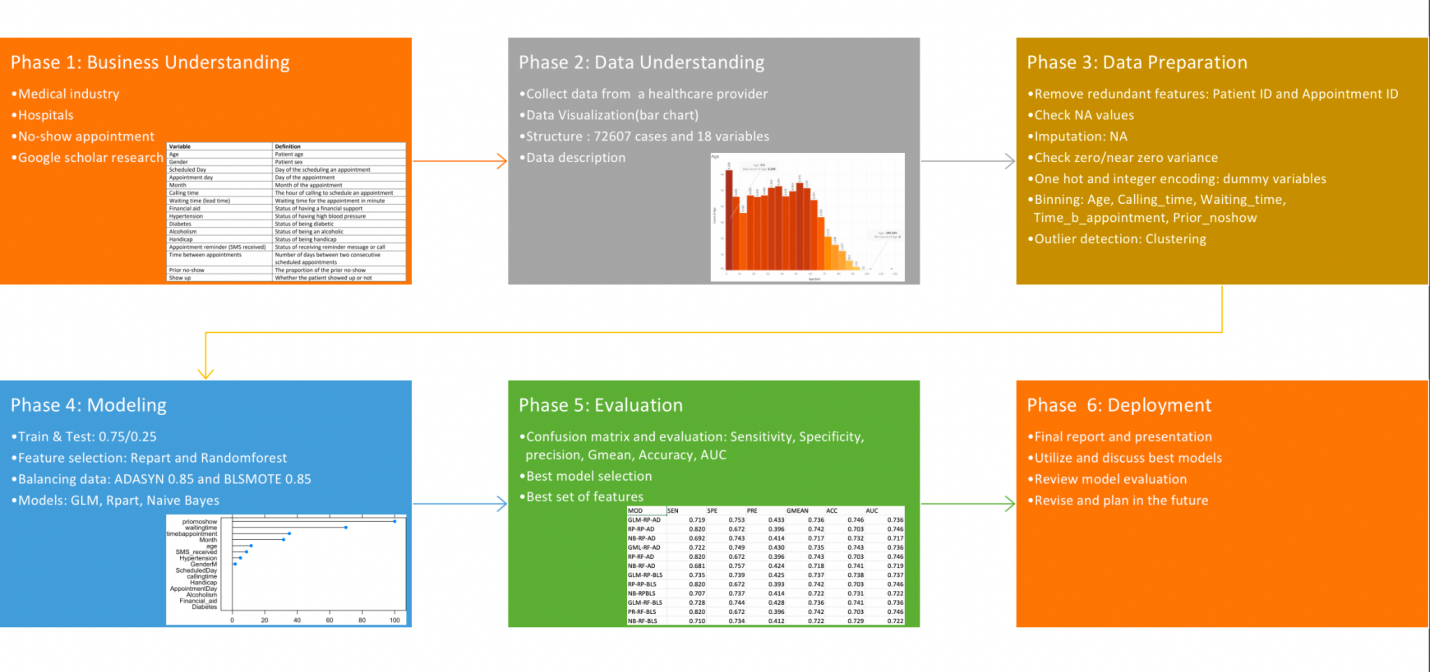 Phase 1: Business Understanding
•Medical industry
•Hospitals
•No-show appointment
•Google scholar research
Variable Definition
Age Patient age
Gender Patient sex
Scheduled Day Day of the scheduling an appointment
Appointment day Day of the appointment
Month Month of the appointment
Calling time The hour of calling to schedule an appointment
Waiting time (lead time) Waiting time for the appointment in minute
Financial aid Status of having a financial support
Hypertension Status of having high blood pressure
Diabetes Status of being diabetic
Alcoholism Status of being an alcoholic
Handicap Status of being handicap
Appointment reminder (SMS received) Status of receiving reminder message or call
Time between appointments Number of days between two consecutive
scheduled appointments
Prior no-show The proportion of the prior no-show
Show up Whether the patient showed up or not
Phase 2: Data Understanding
•Collect data from  a healthcare provider
•Data Visualization(bar chart)
•Structure : 72607 cases and 18 variables
•Data description
Age
Phase 3: Data Preparation
•Remove redundant features: Patient ID and Appointment ID
•Check NA values
•Imputation: NA
•Check zero/near zero variance
•One hot and integer encoding: dummy variables
•Binning: Age, Calling_time, Waiting_time,
Time_b_appointment, Prior_noshow
•Outlier detection: Clustering
Phase 4: Modeling
•Train & Test: 0.75/0.25
•Feature selection: Repart and Randomforest
•Balancing data: ADASYN 0.85 and BLSMOTE 0.85
•Models: GLM, Rpart, Naive Bayes
priornoshow
waitingtime
timebappointment
Month
age
SMS_received
Hypertension
GenderM
ScheduledDay
callingtime
Handicap
AppointmentDay
Alcoholism
Financial_aid
Diabetes
0 20 40 60 80 100
Phase 5: Evaluation
•Confusion matrix and evaluation: Sensitivity, Specificity,
precision, Gmean, Accuracy, AUC
•Best model selection
•Best set of features
MOD SEN SPE PRE GMEAN ACC AUC
GLM-RP-AD 0.719 0.753 0.433 0.736 0.746 0.736
RP-RP-AD 0.820 0.672 0.396 0.742 0.703 0.746
NB-RP-AD 0.692 0.743 0.414 0.717 0.732 0.717
GML-RF-AD 0.722 0.749 0.430 0.735 0.743 0.736
RP-RF-AD 0.820 0.672 0.396 0.743 0.703 0.746
NB-RF-AD 0.681 0.757 0.424 0.718 0.741 0.719
GLM-RP-BLS 0.735 0.739 0.425 0.737 0.738 0.737
RP-RP-BLS 0.820 0.672 0.393 0.742 0.703 0.746
NB-RPBLS 0.707 0.737 0.414 0.722 0.731 0.722
GLM-RF-BLS 0.728 0.744 0.428 0.736 0.741 0.736
PR-RF-BLS 0.820 0.672 0.396 0.742 0.703 0.746
NB-RF-BLS 0.710 0.734 0.412 0.722 0.729 0.722
Phase  6: Deployment
•Final report and presentation
•Utilize and discuss best models
•Review model evaluation
•Revise and plan in the future